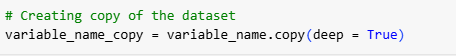 # Creating copy of the dataset
variable_name_copy = variable_name.copy(deep = True)